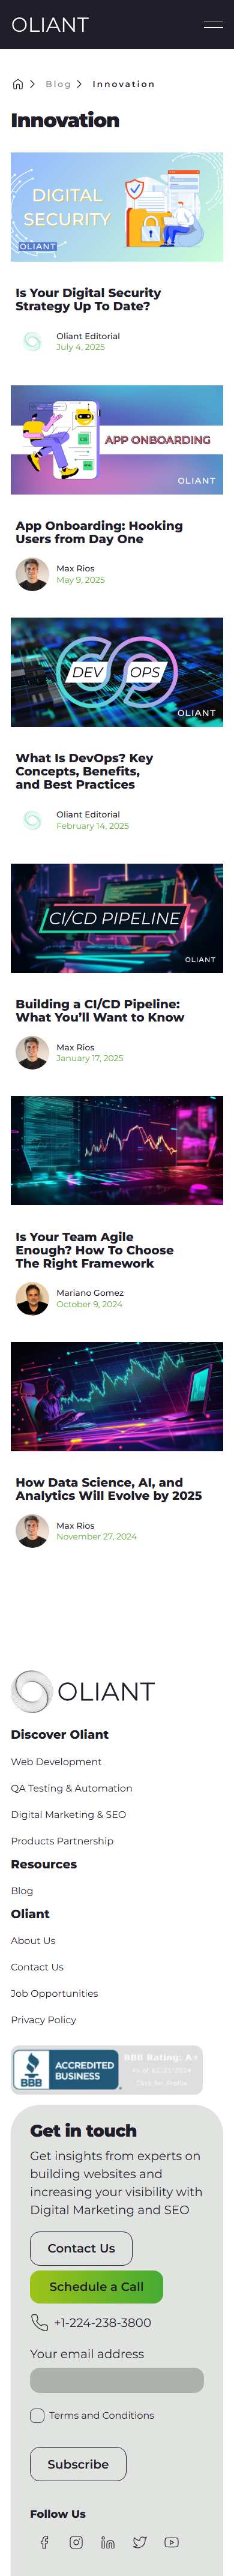 OLIANT
Blog
Innovation
Innovation
DIGITAL
SECURITY
OLIANT
Is Your Digital Security
Strategy Up To Date?
Oliant Editorial
July 4, 2025
APP ONBOARDING
OLIANT
App Onboarding: Hooking
Users from Day One
Max Rios
May 9, 2025
DEV
OPS
OLIANT
What Is DevOps? Key
Concepts, Benefits,
and Best Practices
Oliant Editorial
February 14, 2025
CI/CD PIPELINE
OLIANT
Building a CI/CD Pipeline:
What You’ll Want to Know
Max Rios
January 17, 2025
Is Your Team Agile
Enough? How To Choose
The Right Framework
Mariano Gomez
October 9, 2024
How Data Science, AI, and
Analytics Will Evolve by 2025
Max Rios
November 27, 2024
OLIANT
Discover Oliant
Web Development
QA Testing & Automation
Digital Marketing & SEO
Products Partnership
Resources
Blog
Oliant
About Us
Contact Us
Job Opportunities
Privacy Policy
BBB
ACCREDITED
BUSINESS
BBB Rating: A+
Click for Profile
Get in touch
Get insights from experts on
building websites and
increasing your visibility with
Digital Marketing and SEO
Contact Us
Schedule a Call
+1-224-238-3800
Your email address
Terms and Conditions
Subscribe
Follow Us